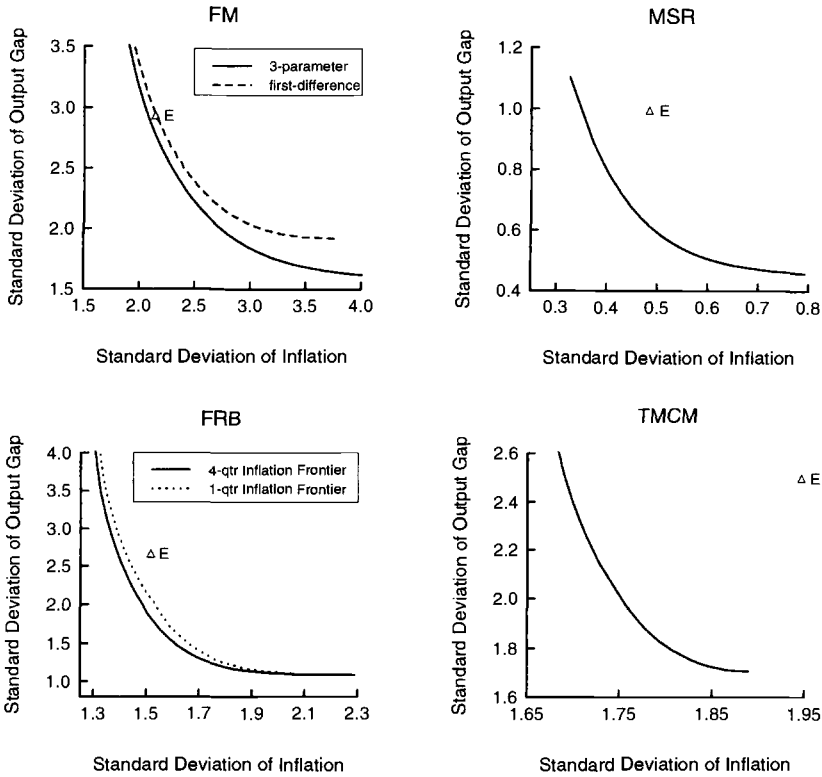 FM
Standard Deviation of Output Gap
3.5
3.0
2.5
2.0
1.5
3-parameter
first-difference
E
1.5 2.0 2.5 3.0 3.5 4.0
Standard Deviation of Inflation
MSR
Standard Deviation of Output Gap
1.2
1.0
0.8
0.6
0.4
E
0.3 0.4 0.5 0.6 0.7 0.8
Standard Deviation of Inflation
FRB
Standard Deviation of Output Gap
4.0
3.5
3.0
2.5
2.0
1.5
1.0
4-qtr Inflation Frontier
1-qtr Inflation Frontier
E
1.3 1.5 1.7 1.9 2.1 2.3
Standard Deviation of Inflation
TMCM
Standard Deviation of Output Gap
2.6
2.4
2.2
2.0
1.8
1.6
E
1.65 1.75 1.85 1.95
Standard Deviation of Inflation